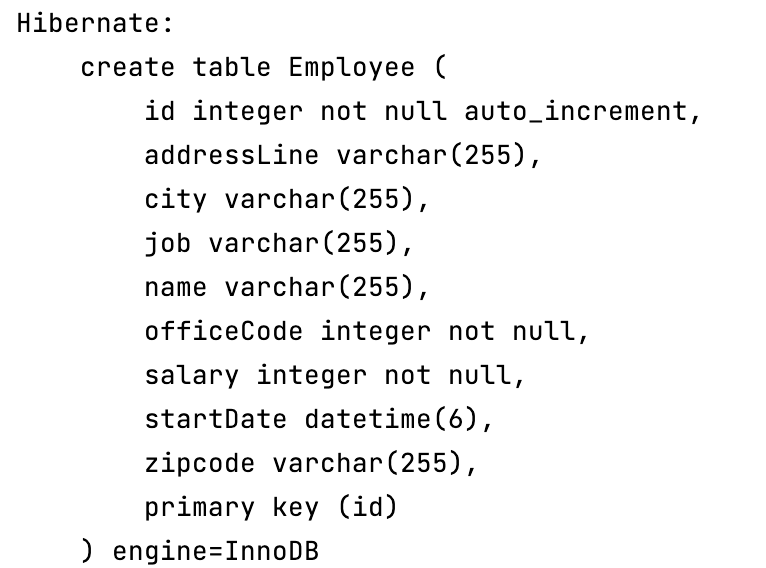 Hibernate:
    create table Employee (
        id integer not null auto_increment,
        addressLine varchar(255),
        city varchar(255),
        job varchar(255),
        name varchar(255),
        officeCode integer not null,
        salary integer not null,
        startDate datetime(6),
        zipcode varchar(255),
        primary key (id)
    ) engine=InnoDB